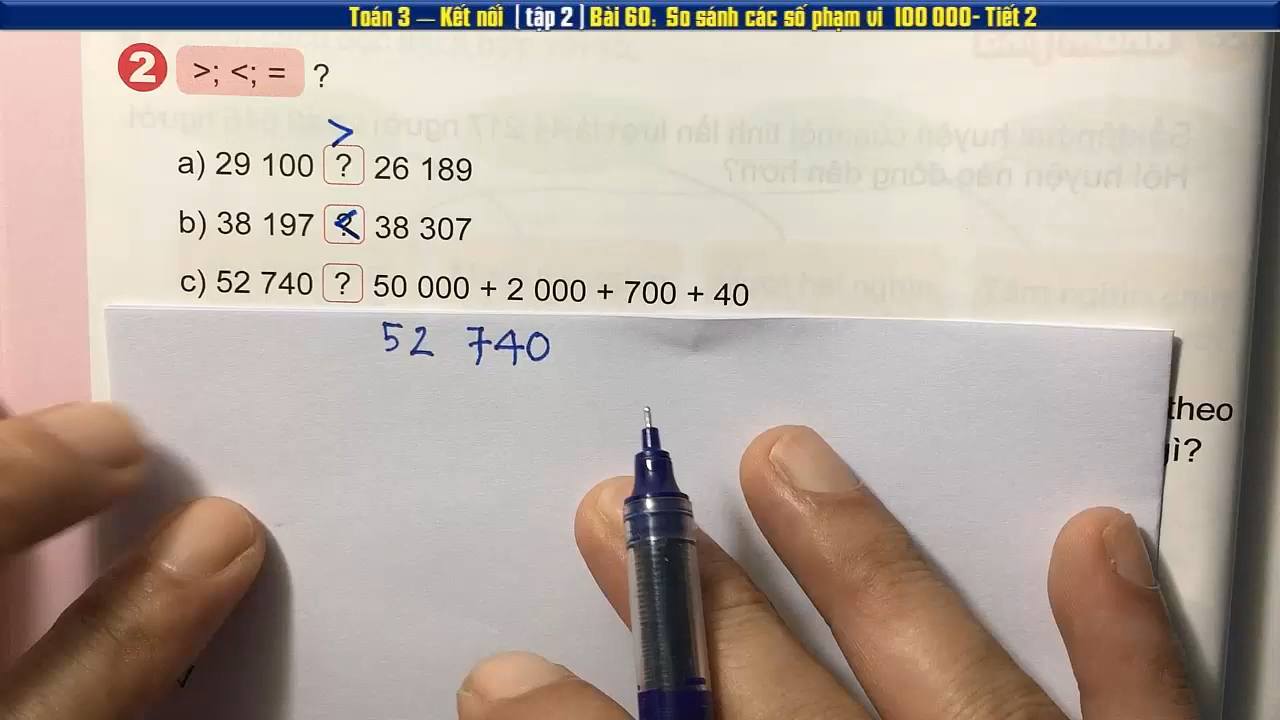 Toán 3 – Kết nối ( tập 2 ) Bài 60: So sánh các số phạm vi 100 000- Tiết 2
2 >; <; = ?
>
a) 29 100 ? 26 189
b) 38 197 < 38 307
c) 52 740 ? 50 000 + 2 000 + 700 + 40
52 740
theo
gì?